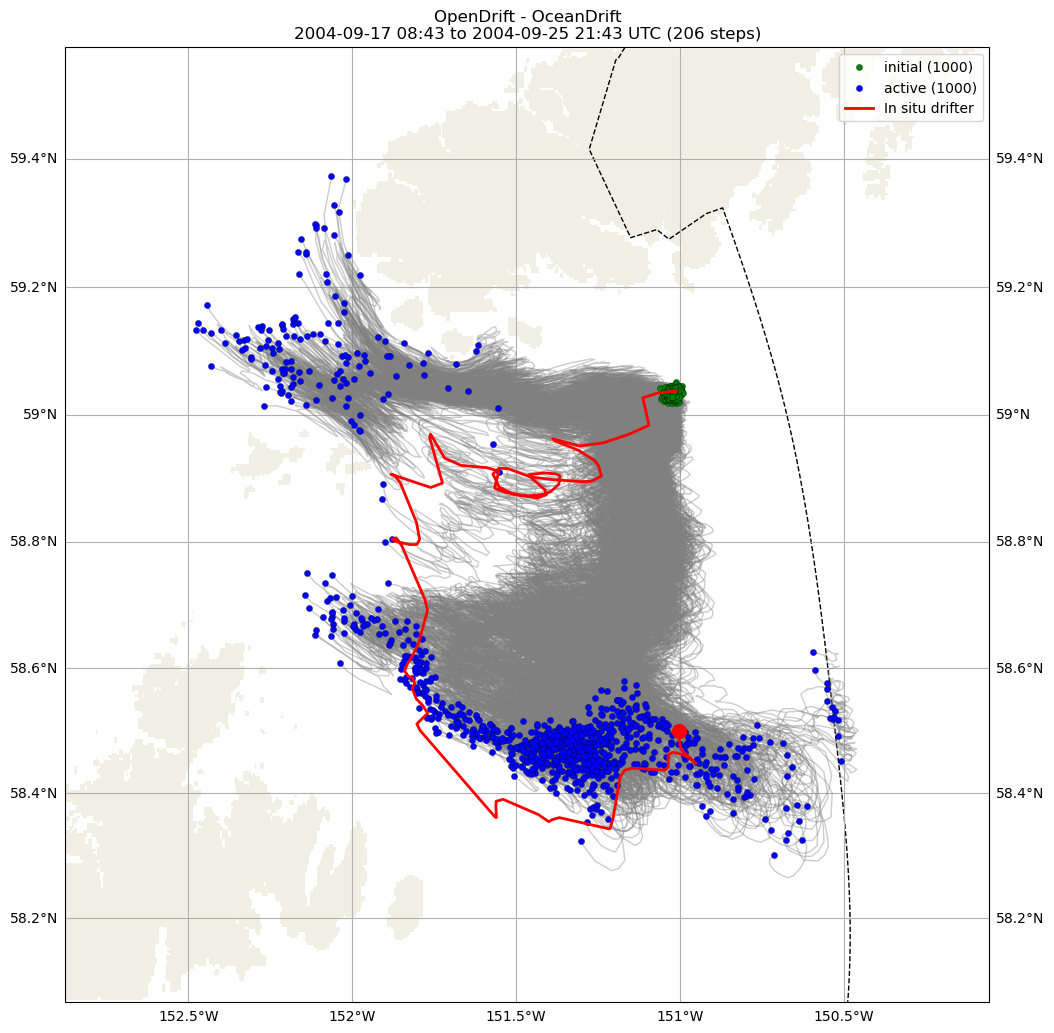 OpenDrift - OceanDrift
2004-09-17 08:43 to 2004-09-25 21:43 UTC (206 steps)
initial (1000)
active (1000)
In situ drifter
59.4°N
59.4°N
59.2°N
59.2°N
59°N
59°N
58.8°N
58.8°N
58.6°N
58.6°N
58.4°N
58.4°N
58.2°N
58.2°N
152.5°W
152°W
151.5°W
151°W
150.5°W